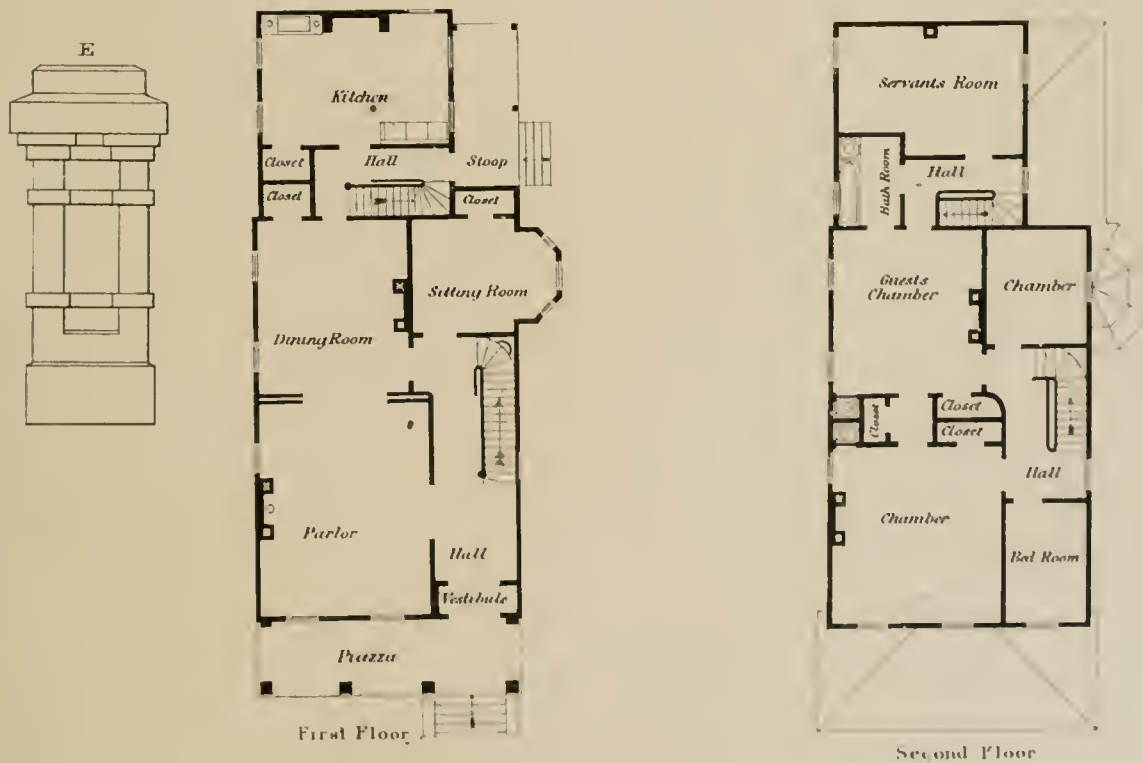 E
Kitchen
Closet
Hall
Stoop
Closet
Closet
Sitting Room
Dining Room
Parlor
Hall
Vestibule
Piazza
First Floor
Servants Room
Bath Room
Hall
Guests
Chamber
Chamber
Closet
Closet
Closet
Hall
Chamber
Bed Room
Second Floor